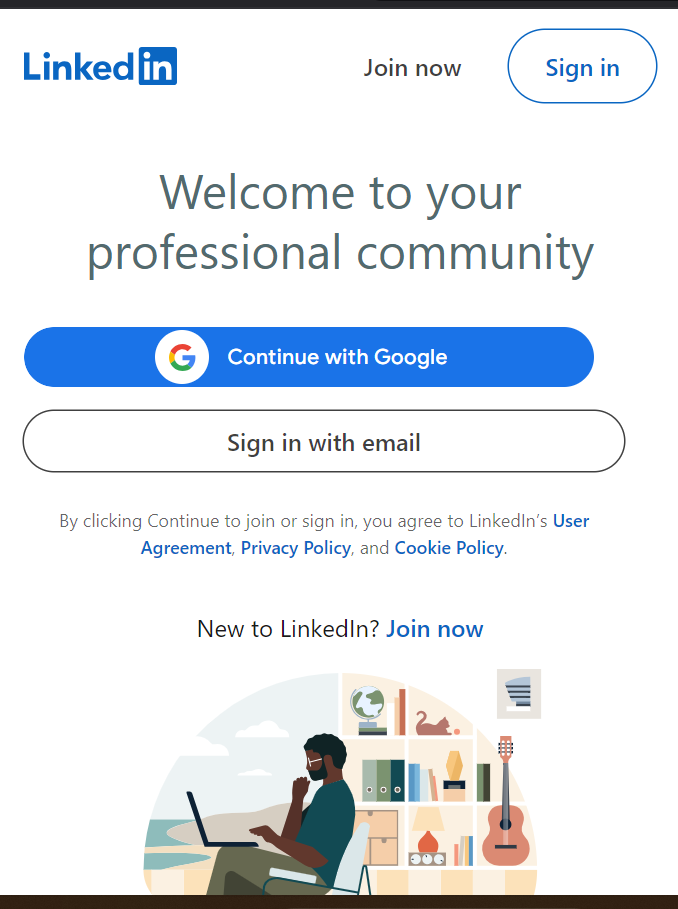 Linkedin
Join now
Sign in
Welcome to your
professional community
Continue with Google
Sign in with email
By clicking Continue to join or sign in, you agree to LinkedIn’s User
Agreement, Privacy Policy, and Cookie Policy.
New to LinkedIn? Join now